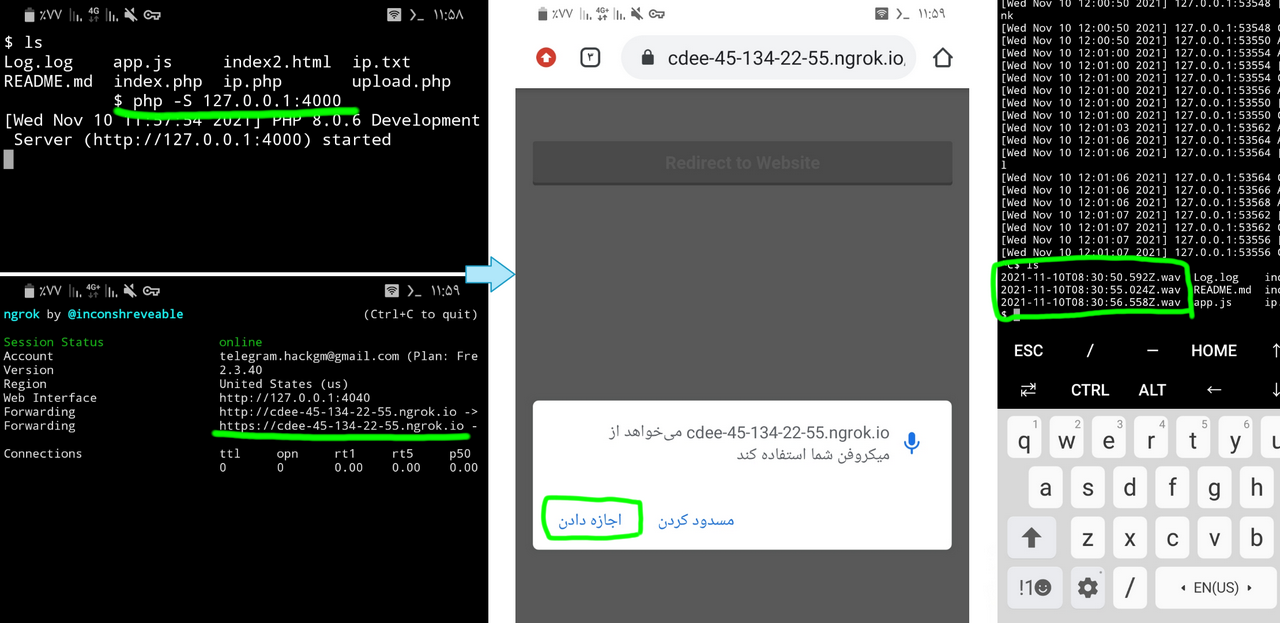 ٪۷۷ 4G ۱۱:۵۸
$ ls
Log.log app.js index2.html ip.txt
README.md index.php ip.php upload.php
$ php -S 127.0.0.1:4000
[Wed Nov 10 11:57:54 2021] PHP 8.0.6 Development
Server (http://127.0.0.1:4000) started
٪۷۷ 4G+ ۱۱:۵۹
ngrok by @inconshreveable (Ctrl+C to quit)
Session Status online
Account telegram.hackgm@gmail.com (Plan: Fre
Version 2.3.40
Region United States (us)
Web Interface http://127.0.0.1:4040
Forwarding http://cdee-45-134-22-55.ngrok.io ->
Forwarding https://cdee-45-134-22-55.ngrok.io -
Connections ttl opn rt1 rt5 p50
0 0 0.00 0.00 0.00
٪۷۷ 4G+ ۱۱:۵۹
۲ cdee-45-134-22-55.ngrok.io
Redirect to Website
cdee-45-134-22-55.ngrok.io می‌خواهد از
میکروفن شما استفاده کند
مسدود کردن اجازه دادن
[Wed Nov 10 12:00:50 2021] 127.0.0.1:53548
nk
[Wed Nov 10 12:00:50 2021] 127.0.0.1:53548
[Wed Nov 10 12:00:50 2021] 127.0.0.1:53550
[Wed Nov 10 12:01:00 2021] 127.0.0.1:53554
[Wed Nov 10 12:01:00 2021] 127.0.0.1:53554
[Wed Nov 10 12:01:00 2021] 127.0.0.1:53554
[Wed Nov 10 12:01:00 2021] 127.0.0.1:53556
[Wed Nov 10 12:01:00 2021] 127.0.0.1:53550
[Wed Nov 10 12:01:00 2021] 127.0.0.1:53550
[Wed Nov 10 12:01:03 2021] 127.0.0.1:53562
[Wed Nov 10 12:01:06 2021] 127.0.0.1:53564
[Wed Nov 10 12:01:06 2021] 127.0.0.1:53564
l
[Wed Nov 10 12:01:06 2021] 127.0.0.1:53564
[Wed Nov 10 12:01:06 2021] 127.0.0.1:53566
[Wed Nov 10 12:01:06 2021] 127.0.0.1:53568
[Wed Nov 10 12:01:07 2021] 127.0.0.1:53562
[Wed Nov 10 12:01:07 2021] 127.0.0.1:53562
[Wed Nov 10 12:01:07 2021] 127.0.0.1:53556
[Wed Nov 10 12:01:07 2021] 127.0.0.1:53556
^C$ ls
2021-11-10T08:30:50.592Z.wav Log.log
2021-11-10T08:30:55.024Z.wav README.md
2021-11-10T08:30:56.558Z.wav app.js
$
ESC / — HOME ↑
⇄ CTRL ALT ← ↓
q 1 w 2 e 3 r 4 t 5 y 6 u
a s d f g h
z x c v b
!1☺ / EN(US)